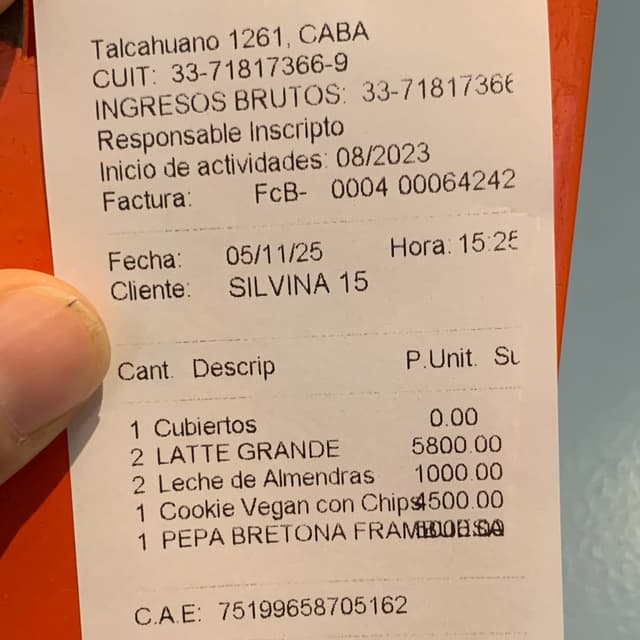 Talcahuano 1261, CABA
CUIT: 33-71817366-9
INGRESOS BRUTOS: 33-71817366
Responsable Inscripto
Inicio de actividades: 08/2023
Factura: FcB- 0004 00064242
Fecha: 05/11/25 Hora: 15:25
Cliente: SILVINA 15
Cant. Descrip P.Unit. Su
1 Cubiertos 0.00
2 LATTE GRANDE 5800.00
2 Leche de Almendras 1000.00
1 Cookie Vegan con Chips 4500.00
1 PEPA BRETONA FRAMBUESA
C.A.E: 75199658705162